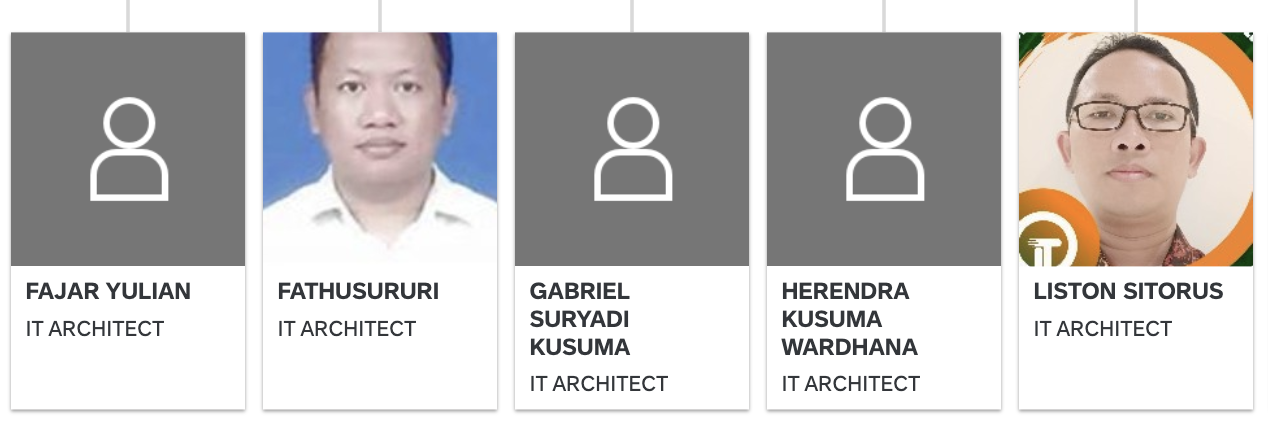 FAJAR YULIAN
IT ARCHITECT
FATHUSURURI
IT ARCHITECT
GABRIEL
SURYADI
KUSUMA
IT ARCHITECT
HERENDRA
KUSUMA
WARDHANA
IT ARCHITECT
IT
LISTON SITORUS
IT ARCHITECT